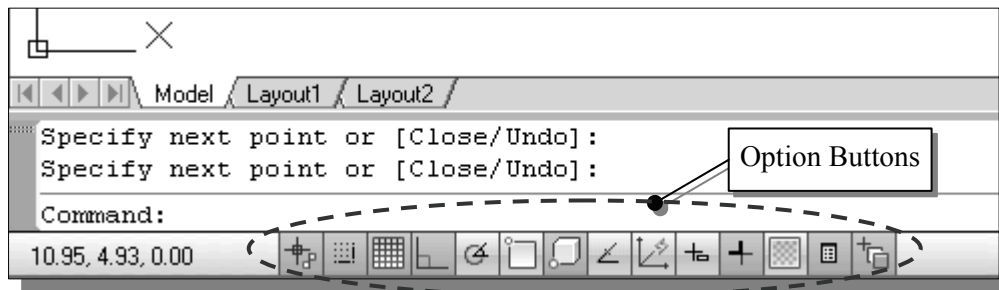 X
Model Layout1 Layout2
Specify next point or [Close/Undo]:
Specify next point or [Close/Undo]:
Option Buttons
Command:
10.95, 4.93, 0.00